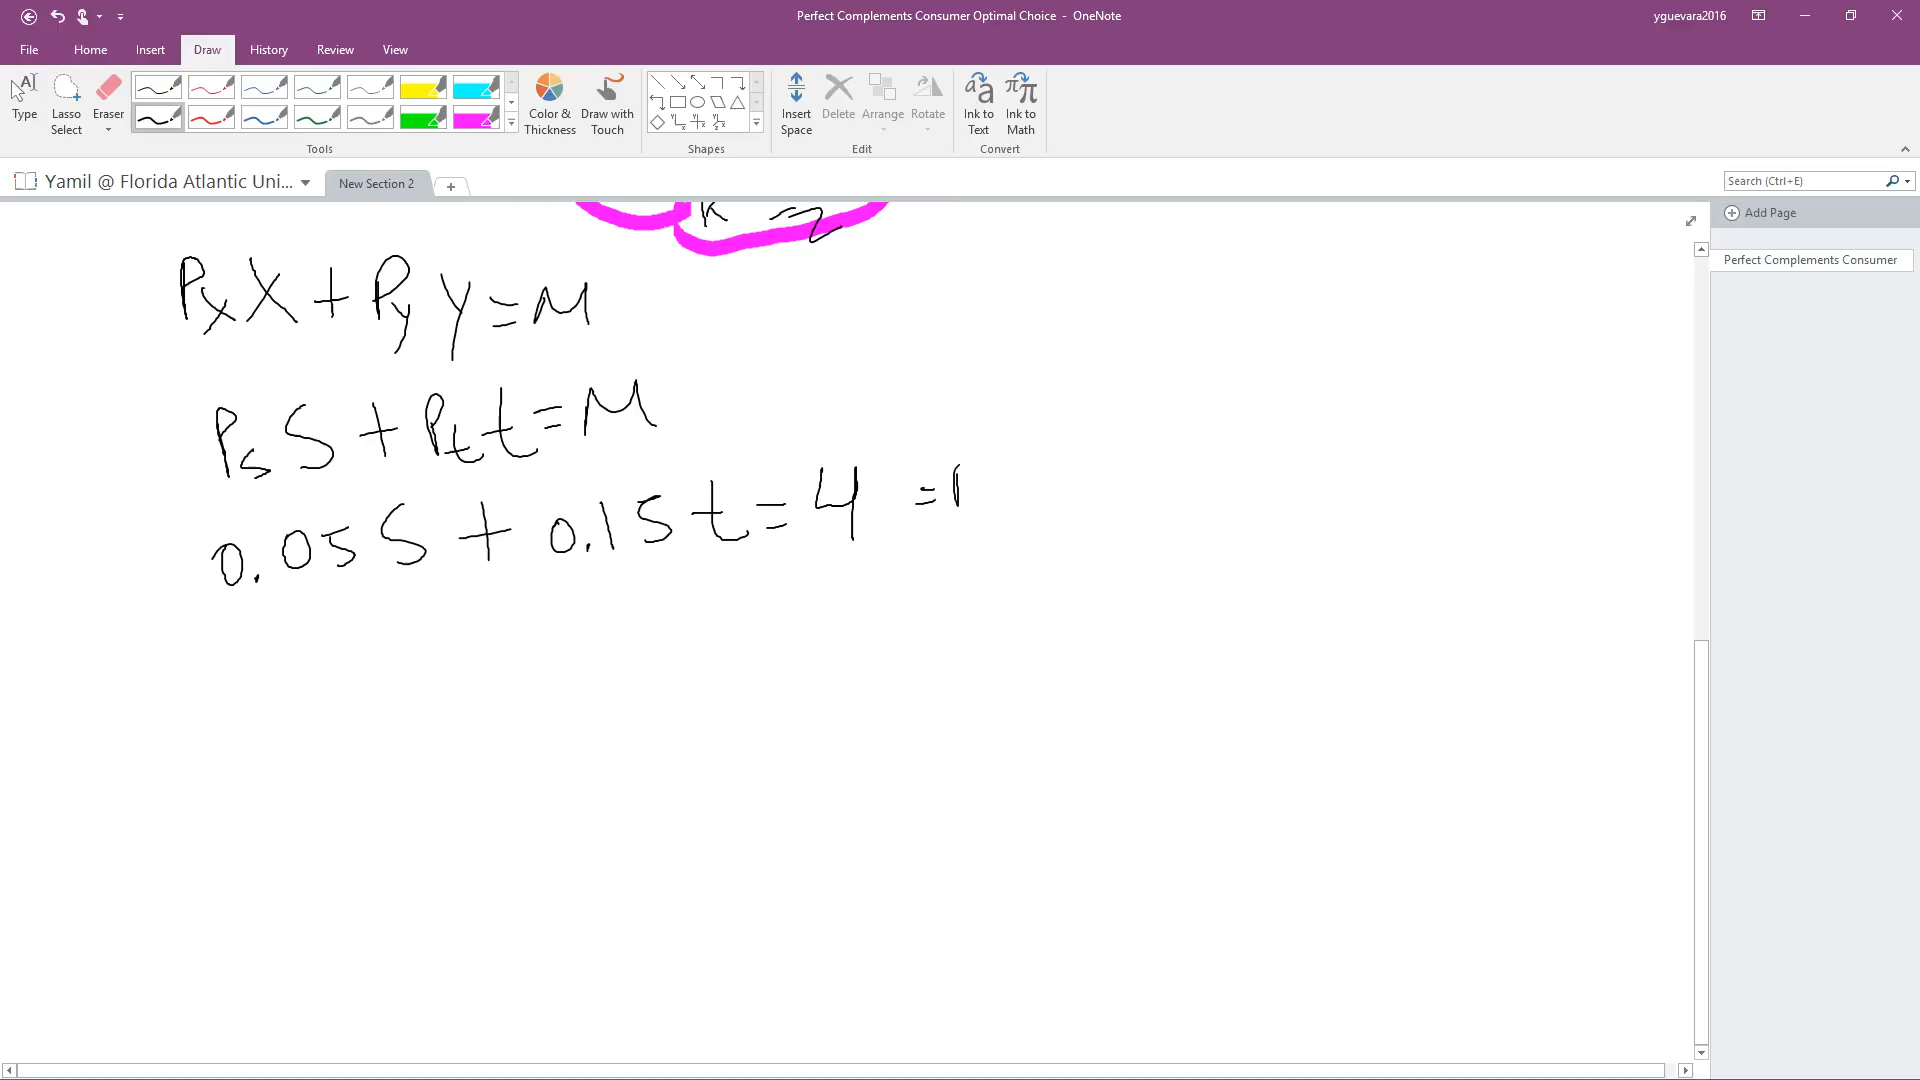 Perfect Complements Consumer Optimal Choice - OneNote
yguevara2016
File Home Insert Draw History Review View
Type
Lasso Select
Eraser
Color & Thickness
Draw with Touch
Insert Space
Delete
Arrange
Rotate
Ink to Text
Ink to Math
Tools
Shapes
Edit
Convert
Yamil @ Florida Atlantic Uni...
New Section 2
Search (Ctrl+E)
Add Page
Perfect Complements Consumer
PxX + PyY = M
PsS + Ptt = M
0.05S + 0.15t = 4 =